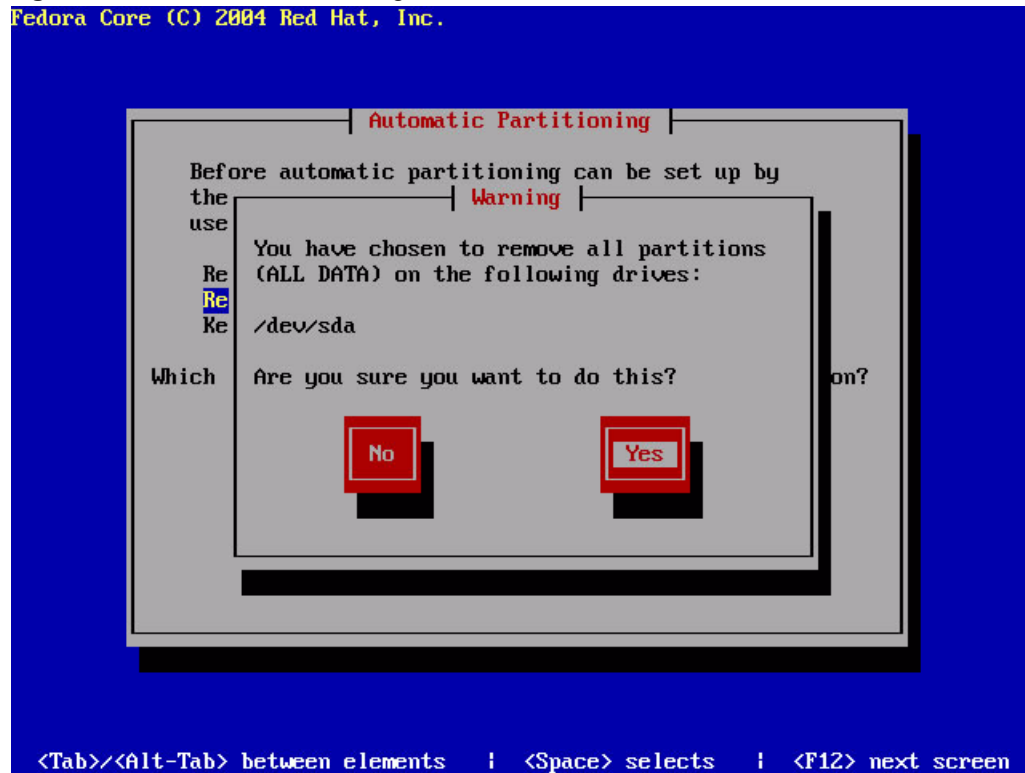 Fedora Core (C) 2004 Red Hat, Inc.
Automatic Partitioning
Before automatic partitioning can be set up by
the
use
Warning
You have chosen to remove all partitions
(ALL DATA) on the following drives:
/dev/sda
Are you sure you want to do this?
No Yes
Re
Re
Ke
Which on?
<Tab>/<Alt-Tab> between elements | <Space> selects | <F12> next screen